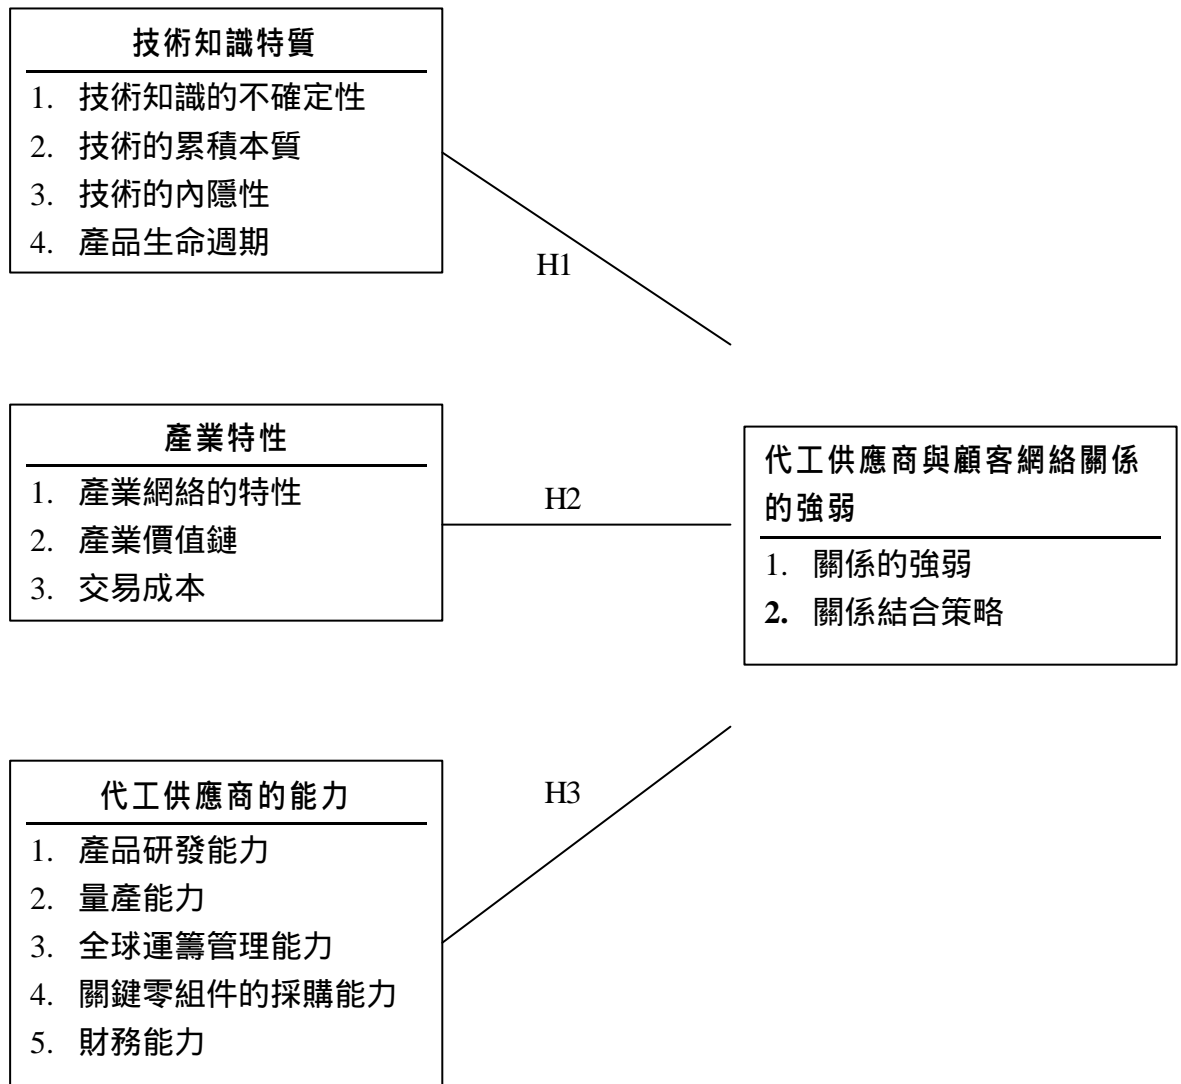 技術知識特質
1. 技術知識的不確定性
2. 技術的累積本質
3. 技術的內隱性
4. 產品生命週期
H1
產業特性
1. 產業網絡的特性
2. 產業價值鏈
3. 交易成本
H2
代工供應商與顧客網絡關係
的強弱
1. 關係的強弱
2. 關係結合策略
代工供應商的能力
1. 產品研發能力
2. 量產能力
3. 全球運籌管理能力
4. 關鍵零組件的採購能力
5. 財務能力
H3